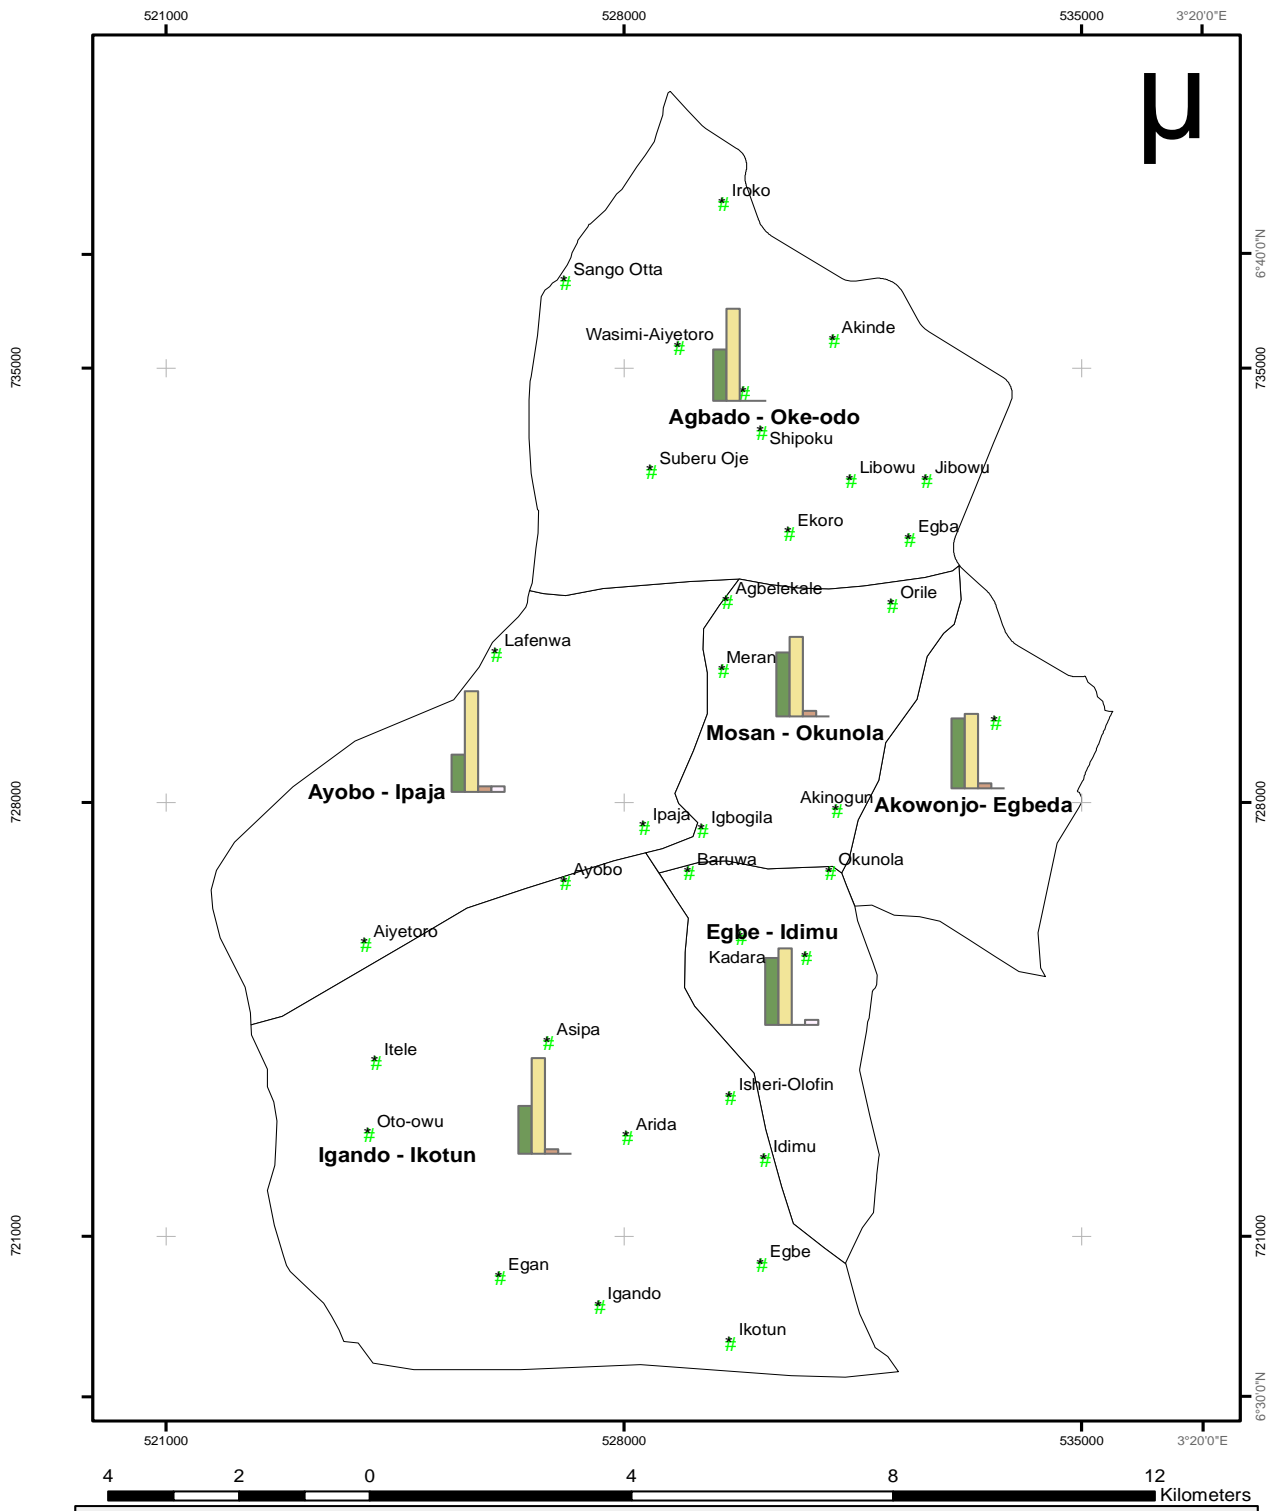 521000 528000 535000 3°20'0"E
µ
Iroko
6°40'0"N
Sango Otta
Wasimi-Aiyetoro
Akinde
735000
735000
Agbado - Oke-odo
Shipoku
Suberu Oje
Libowu
Jibowu
Ekoro
Egba
Agbelekale
Orile
Lafenwa
Meran
Mosan - Okunola
Ayobo - Ipaja
728000
728000
Akinogun
Akowonjo- Egbeda
Ipaja
Igbogila
Baruwa
Okunola
Ayobo
Aiyetoro
Egbe - Idimu
Kadara
Asipa
Itele
Isheri-Olofin
Oto-owu
Arida
Igando - Ikotun
Idimu
721000
721000
Egbe
Egan
Igando
Ikotun
6°30'0"N
521000 528000 535000 3°20'0"E
4 2 0 4 8 12
Kilometers